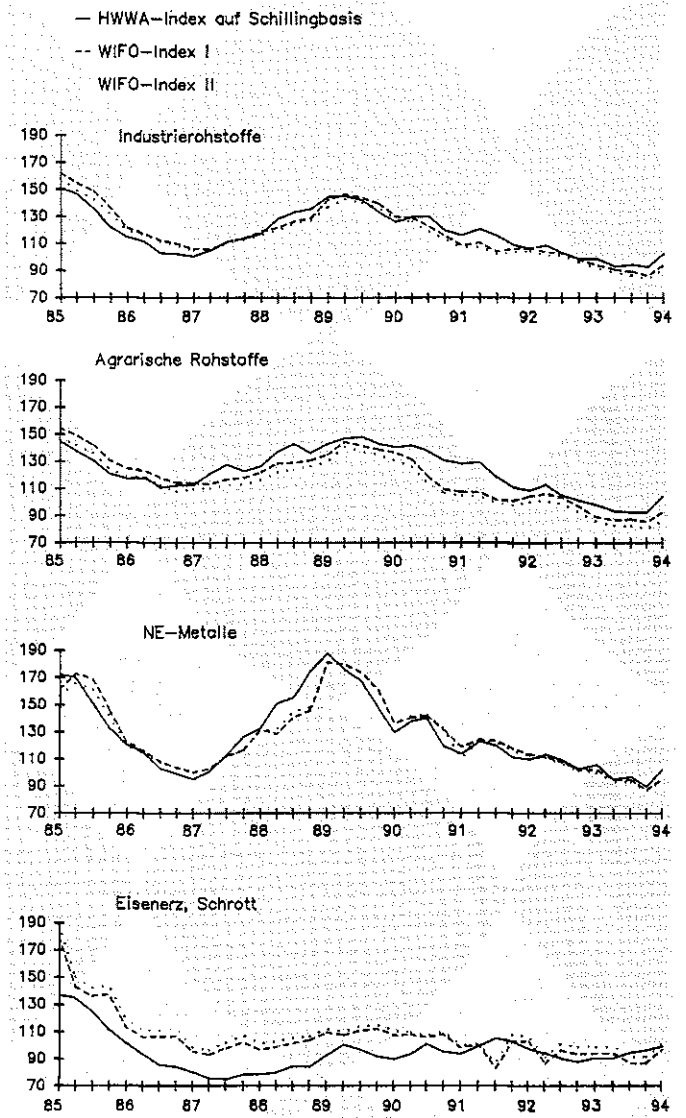 — HWWA-Index auf Schillingbasis
-- WIFO-Index I
WIFO-Index II
Industrierohstoffe
190
170
150
130
110
90
70
85 86 87 88 89 90 91 92 93 94
Agrarische Rohstoffe
190
170
150
130
110
90
70
85 86 87 88 89 90 91 92 93 94
NE-Metalle
190
170
150
130
110
90
70
85 86 87 88 89 90 91 92 93 94
Eisenerz, Schrott
190
170
150
130
110
90
70
85 86 87 88 89 90 91 92 93 94